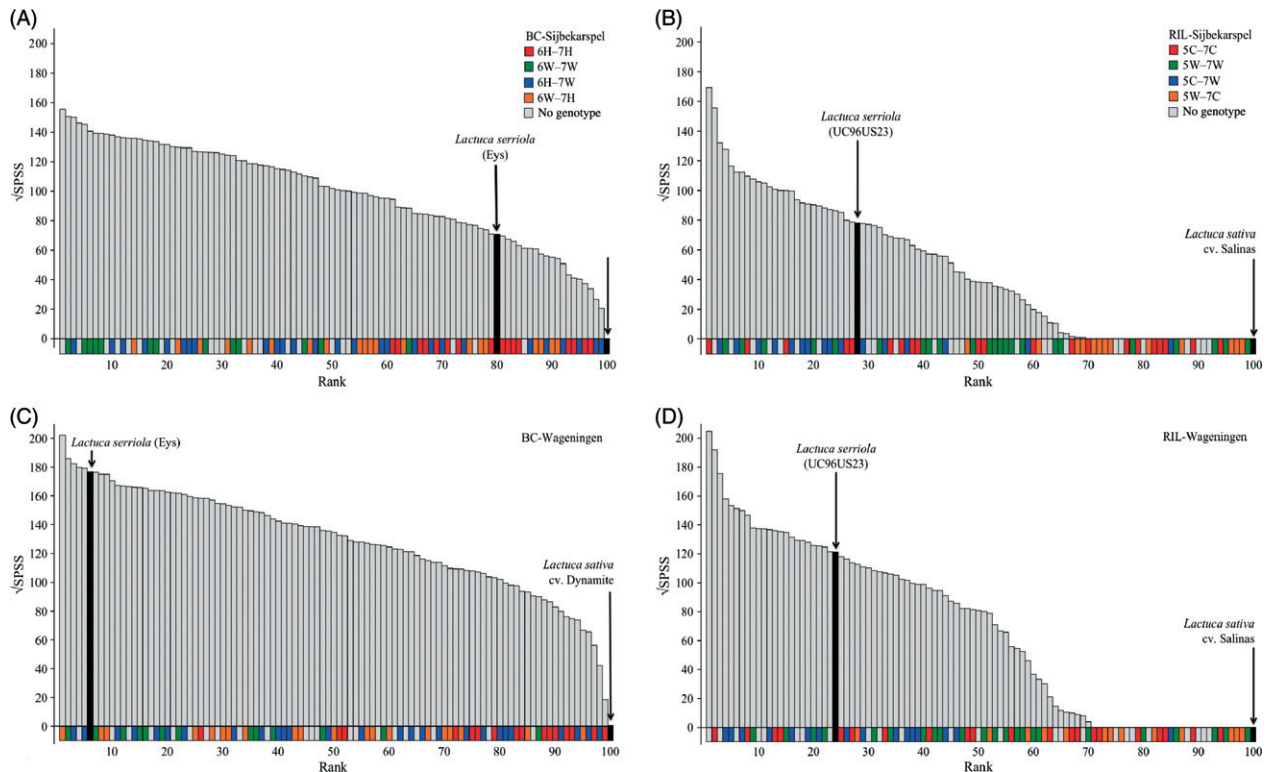 (A)
BC-Sijbekarspel
6H–7H
6W–7W
6H–7W
6W–7H
No genotype
√SPSS
200
180
160
140
120
100
80
60
40
20
0
Lactuca serriola
(Eys)
10 20 30 40 50 60 70 80 90 100
Rank
(B)
RIL-Sijbekarspel
5C–7C
5W–7W
5C–7W
5W–7C
No genotype
√SPSS
200
180
160
140
120
100
80
60
40
20
0
Lactuca serriola
(UC96US23)
Lactuca sativa
cv. Salinas
10 20 30 40 50 60 70 80 90 100
Rank
(C)
BC-Wageningen
√SPSS
200
180
160
140
120
100
80
60
40
20
0
Lactuca serriola (Eys)
Lactuca sativa
cv. Dynamite
10 20 30 40 50 60 70 80 90 100
Rank
(D)
RIL-Wageningen
√SPSS
200
180
160
140
120
100
80
60
40
20
0
Lactuca serriola
(UC96US23)
Lactuca sativa
cv. Salinas
10 20 30 40 50 60 70 80 90 100
Rank